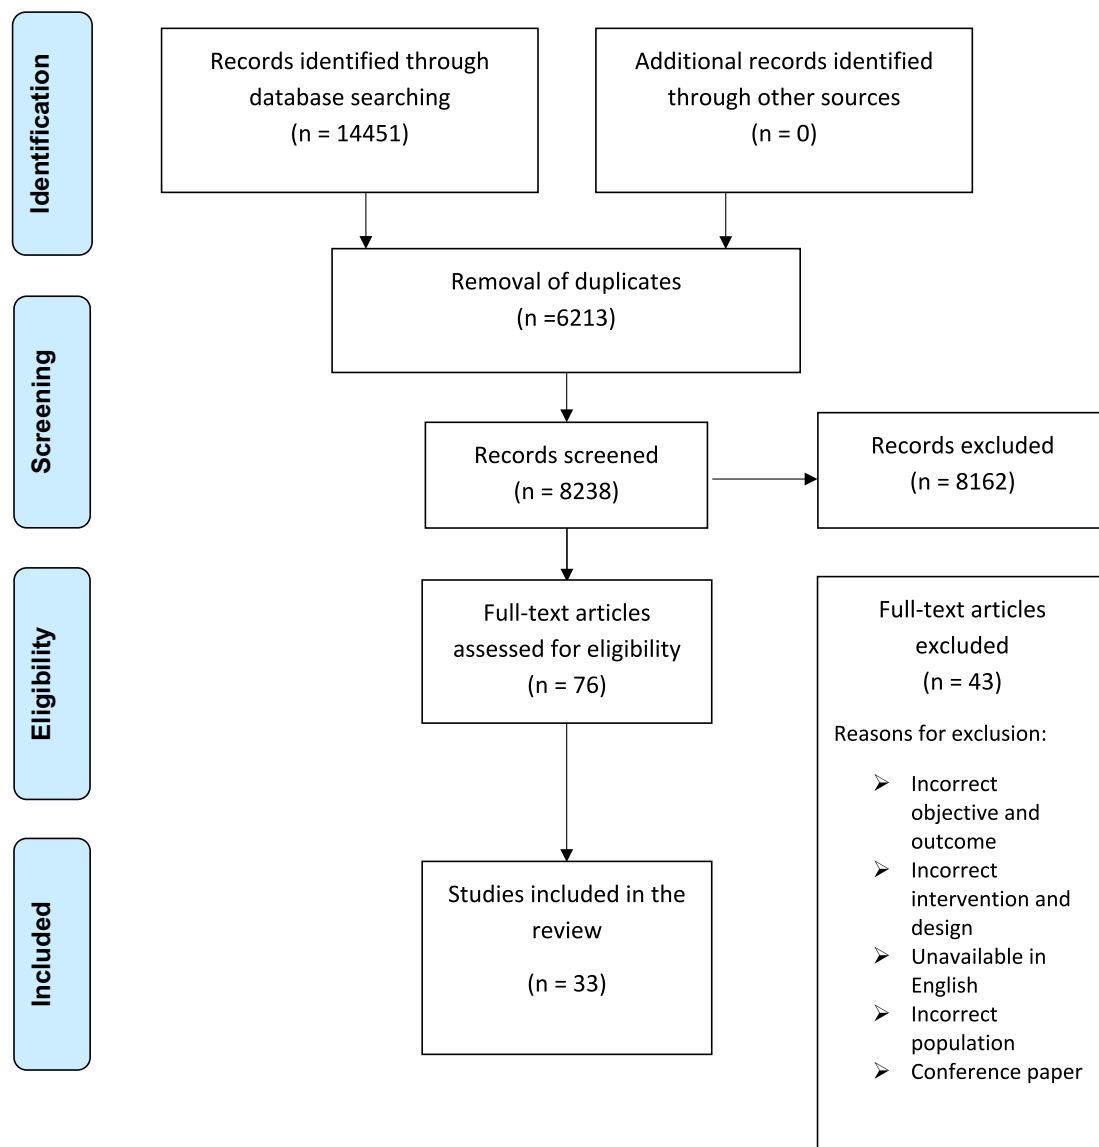 Identification
Records identified through
database searching
(n = 14451)
Additional records identified
through other sources
(n = 0)
Removal of duplicates
(n =6213)
Screening
Records screened
(n = 8238)
Records excluded
(n = 8162)
Eligibility
Full-text articles
assessed for eligibility
(n = 76)
Full-text articles
excluded
(n = 43)
Reasons for exclusion:
➢ Incorrect
objective and
outcome
➢ Incorrect
intervention and
design
➢ Unavailable in
English
➢ Incorrect
population
➢ Conference paper
Included
Studies included in the
review
(n = 33)